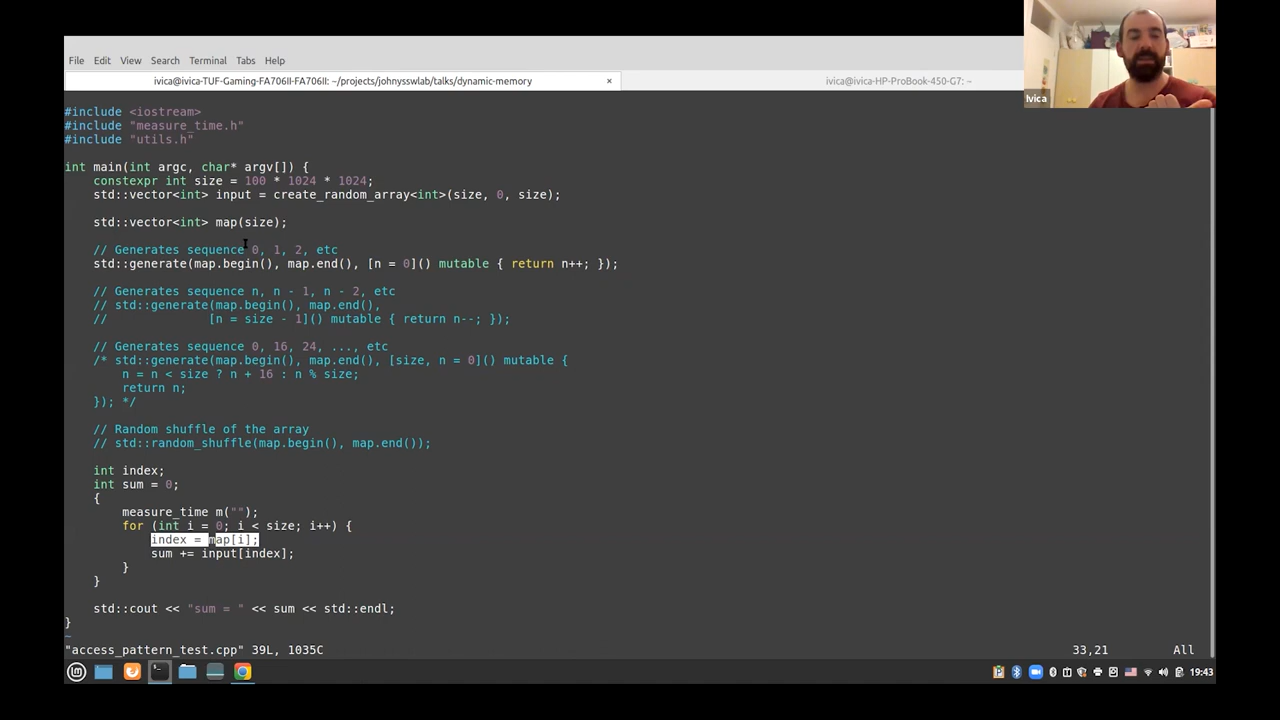 File Edit View Search Terminal Tabs Help
ivica@ivica-TUF-Gaming-FA706II-FA706II: ~/projects/johnysswlab/talks/dynamic-memory × ivica@ivica-HP-ProBook-450-G7: ~
Ivica
#include <iostream>
#include "measure_time.h"
#include "utils.h"
int main(int argc, char* argv[]) {
constexpr int size = 100 * 1024 * 1024;
std::vector<int> input = create_random_array<int>(size, 0, size);
std::vector<int> map(size);
// Generates sequence 0, 1, 2, etc
std::generate(map.begin(), map.end(), [n = 0]() mutable { return n++; });
// Generates sequence n, n - 1, n - 2, etc
// std::generate(map.begin(), map.end(),
// [n = size - 1]() mutable { return n--; });
// Generates sequence 0, 16, 24, ..., etc
/* std::generate(map.begin(), map.end(), [size, n = 0]() mutable {
n = n < size ? n + 16 : n % size;
return n;
}); */
// Random shuffle of the array
// std::random_shuffle(map.begin(), map.end());
int index;
int sum = 0;
{
measure_time m("");
for (int i = 0; i < size; i++) {
index = map[i];
sum += input[index];
}
}
std::cout << "sum = " << sum << std::endl;
}
~
"access_pattern_test.cpp" 39L, 1035C 33,21 All
19:43